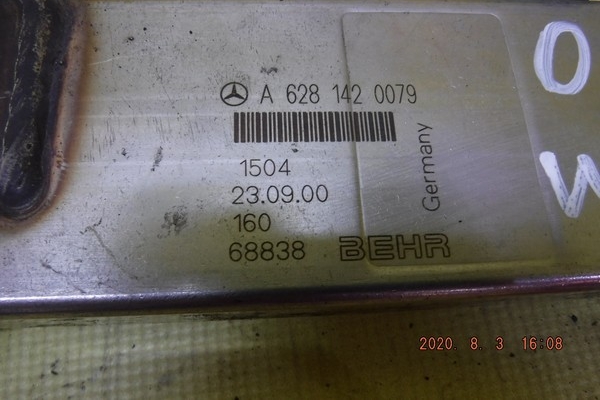 A 628 142 0079
1504
23.09.00
160
68838 BEHR
Germany
O
W
2020. 8. 3 16:08